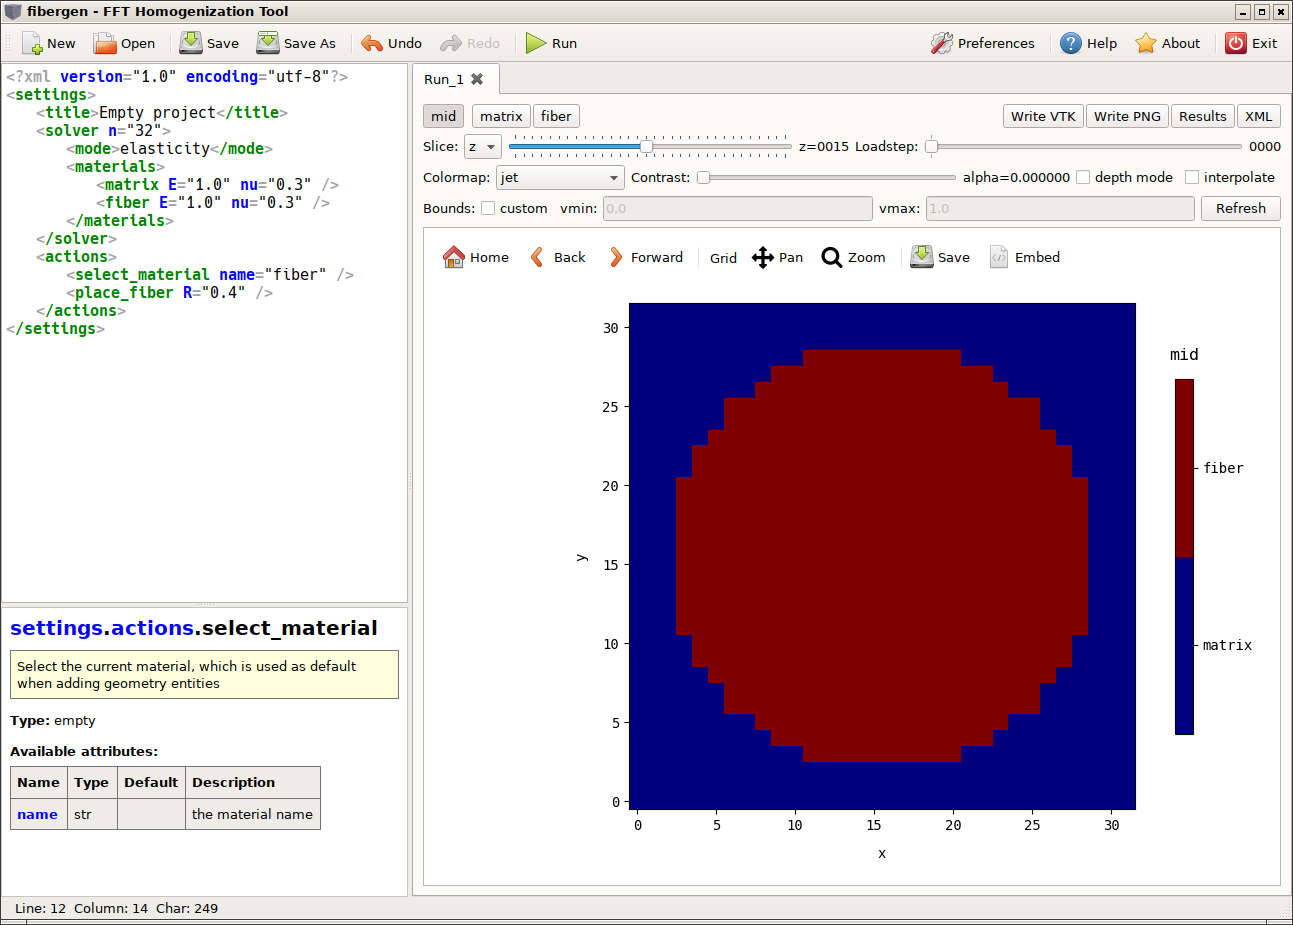 fibergen - FFT Homogenization Tool
New Open Save Save As Undo Redo Run Preferences Help About Exit
<?xml version="1.0" encoding="utf-8"?>
<settings>
<title>Empty project</title>
<solver n="32">
<mode>elasticity</mode>
<materials>
<matrix E="1.0" nu="0.3" />
<fiber E="1.0" nu="0.3" />
</materials>
</solver>
<actions>
<select_material name="fiber" />
<place_fiber R="0.4" />
</actions>
</settings>
settings.actions.select_material
Select the current material, which is used as default
when adding geometry entities
Type: empty
Available attributes:
Name Type Default Description
name str the material name
Run_1
mid matrix fiber Write VTK Write PNG Results XML
Slice: z z=0015 Loadstep: 0000
Colormap: jet Contrast: alpha=0.000000 depth mode interpolate
Bounds: custom vmin: 0.0 vmax: 1.0 Refresh
Home Back Forward Grid Pan Zoom Save Embed
30
25
20
15
10
5
0
y
0 5 10 15 20 25 30
x
mid
fiber
matrix
Line: 12 Column: 14 Char: 249